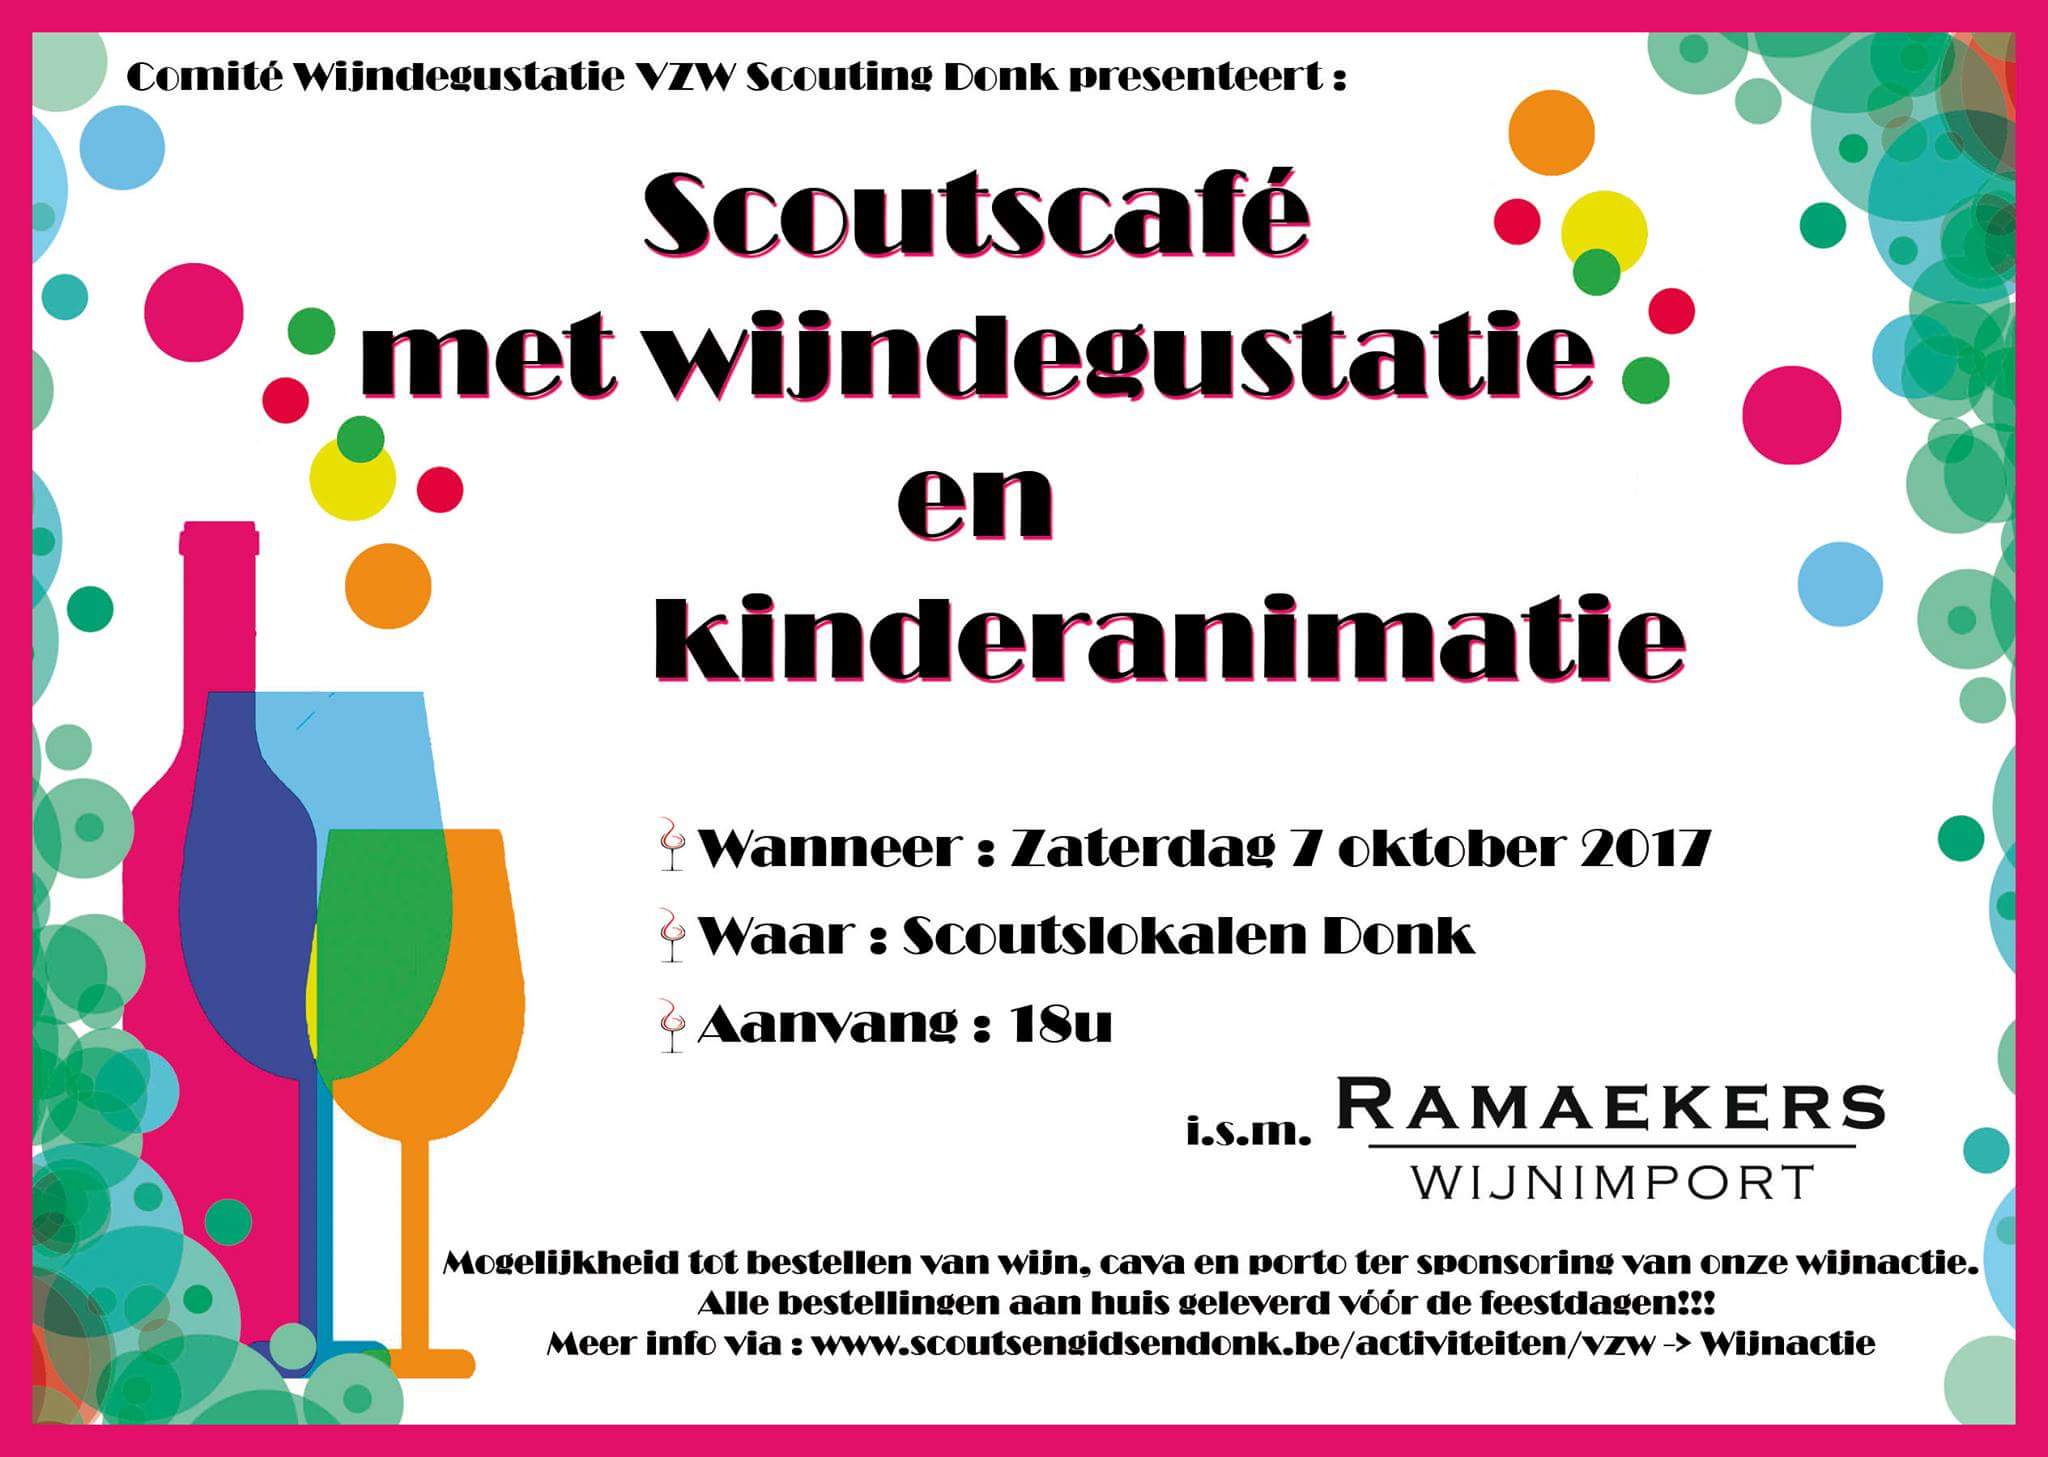 Comité Wijndegustatie VZW Scouting Donk presenteert :
Scoutscafé
met wijndegustatie
en
kinderanimatie
Wanneer : Zaterdag 7 oktober 2017
Waar : Scoutslokalen Donk
Aanvang : 18u
i.s.m. RAMAEKERS
WIJNIMPORT
Mogelijkheid tot bestellen van wijn, cava en porto ter sponsoring van onze wijnactie.
Alle bestellingen aan huis geleverd vóór de feestdagen!!!
Meer info via : www.scoutsengidsendonk.be/activiteiten/vzw -> Wijnactie